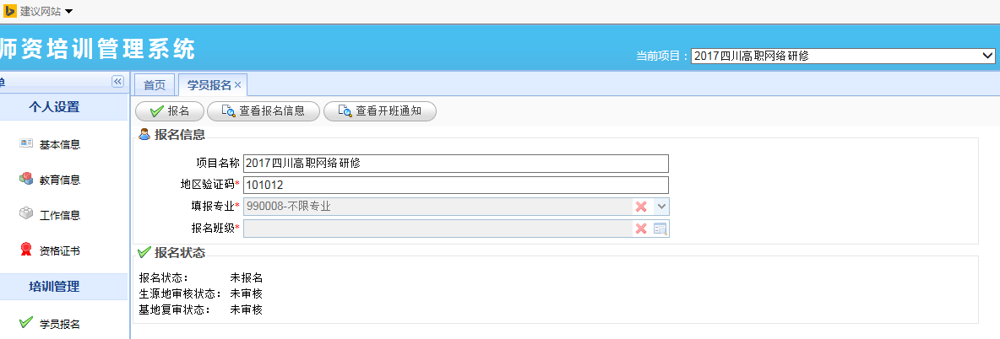 建议网站
师资培训管理系统
当前项目： 2017四川高职网络研修
单
首页 学员报名
个人设置
报名 查看报名信息 查看开班通知
报名信息
基本信息
项目名称 2017四川高职网络研修
教育信息
地区验证码* 101012
填报专业* 990008-不限专业
工作信息
报名班级*
资格证书
报名状态
培训管理
报名状态： 未报名
生源地审核状态： 未审核
基地复审状态： 未审核
学员报名